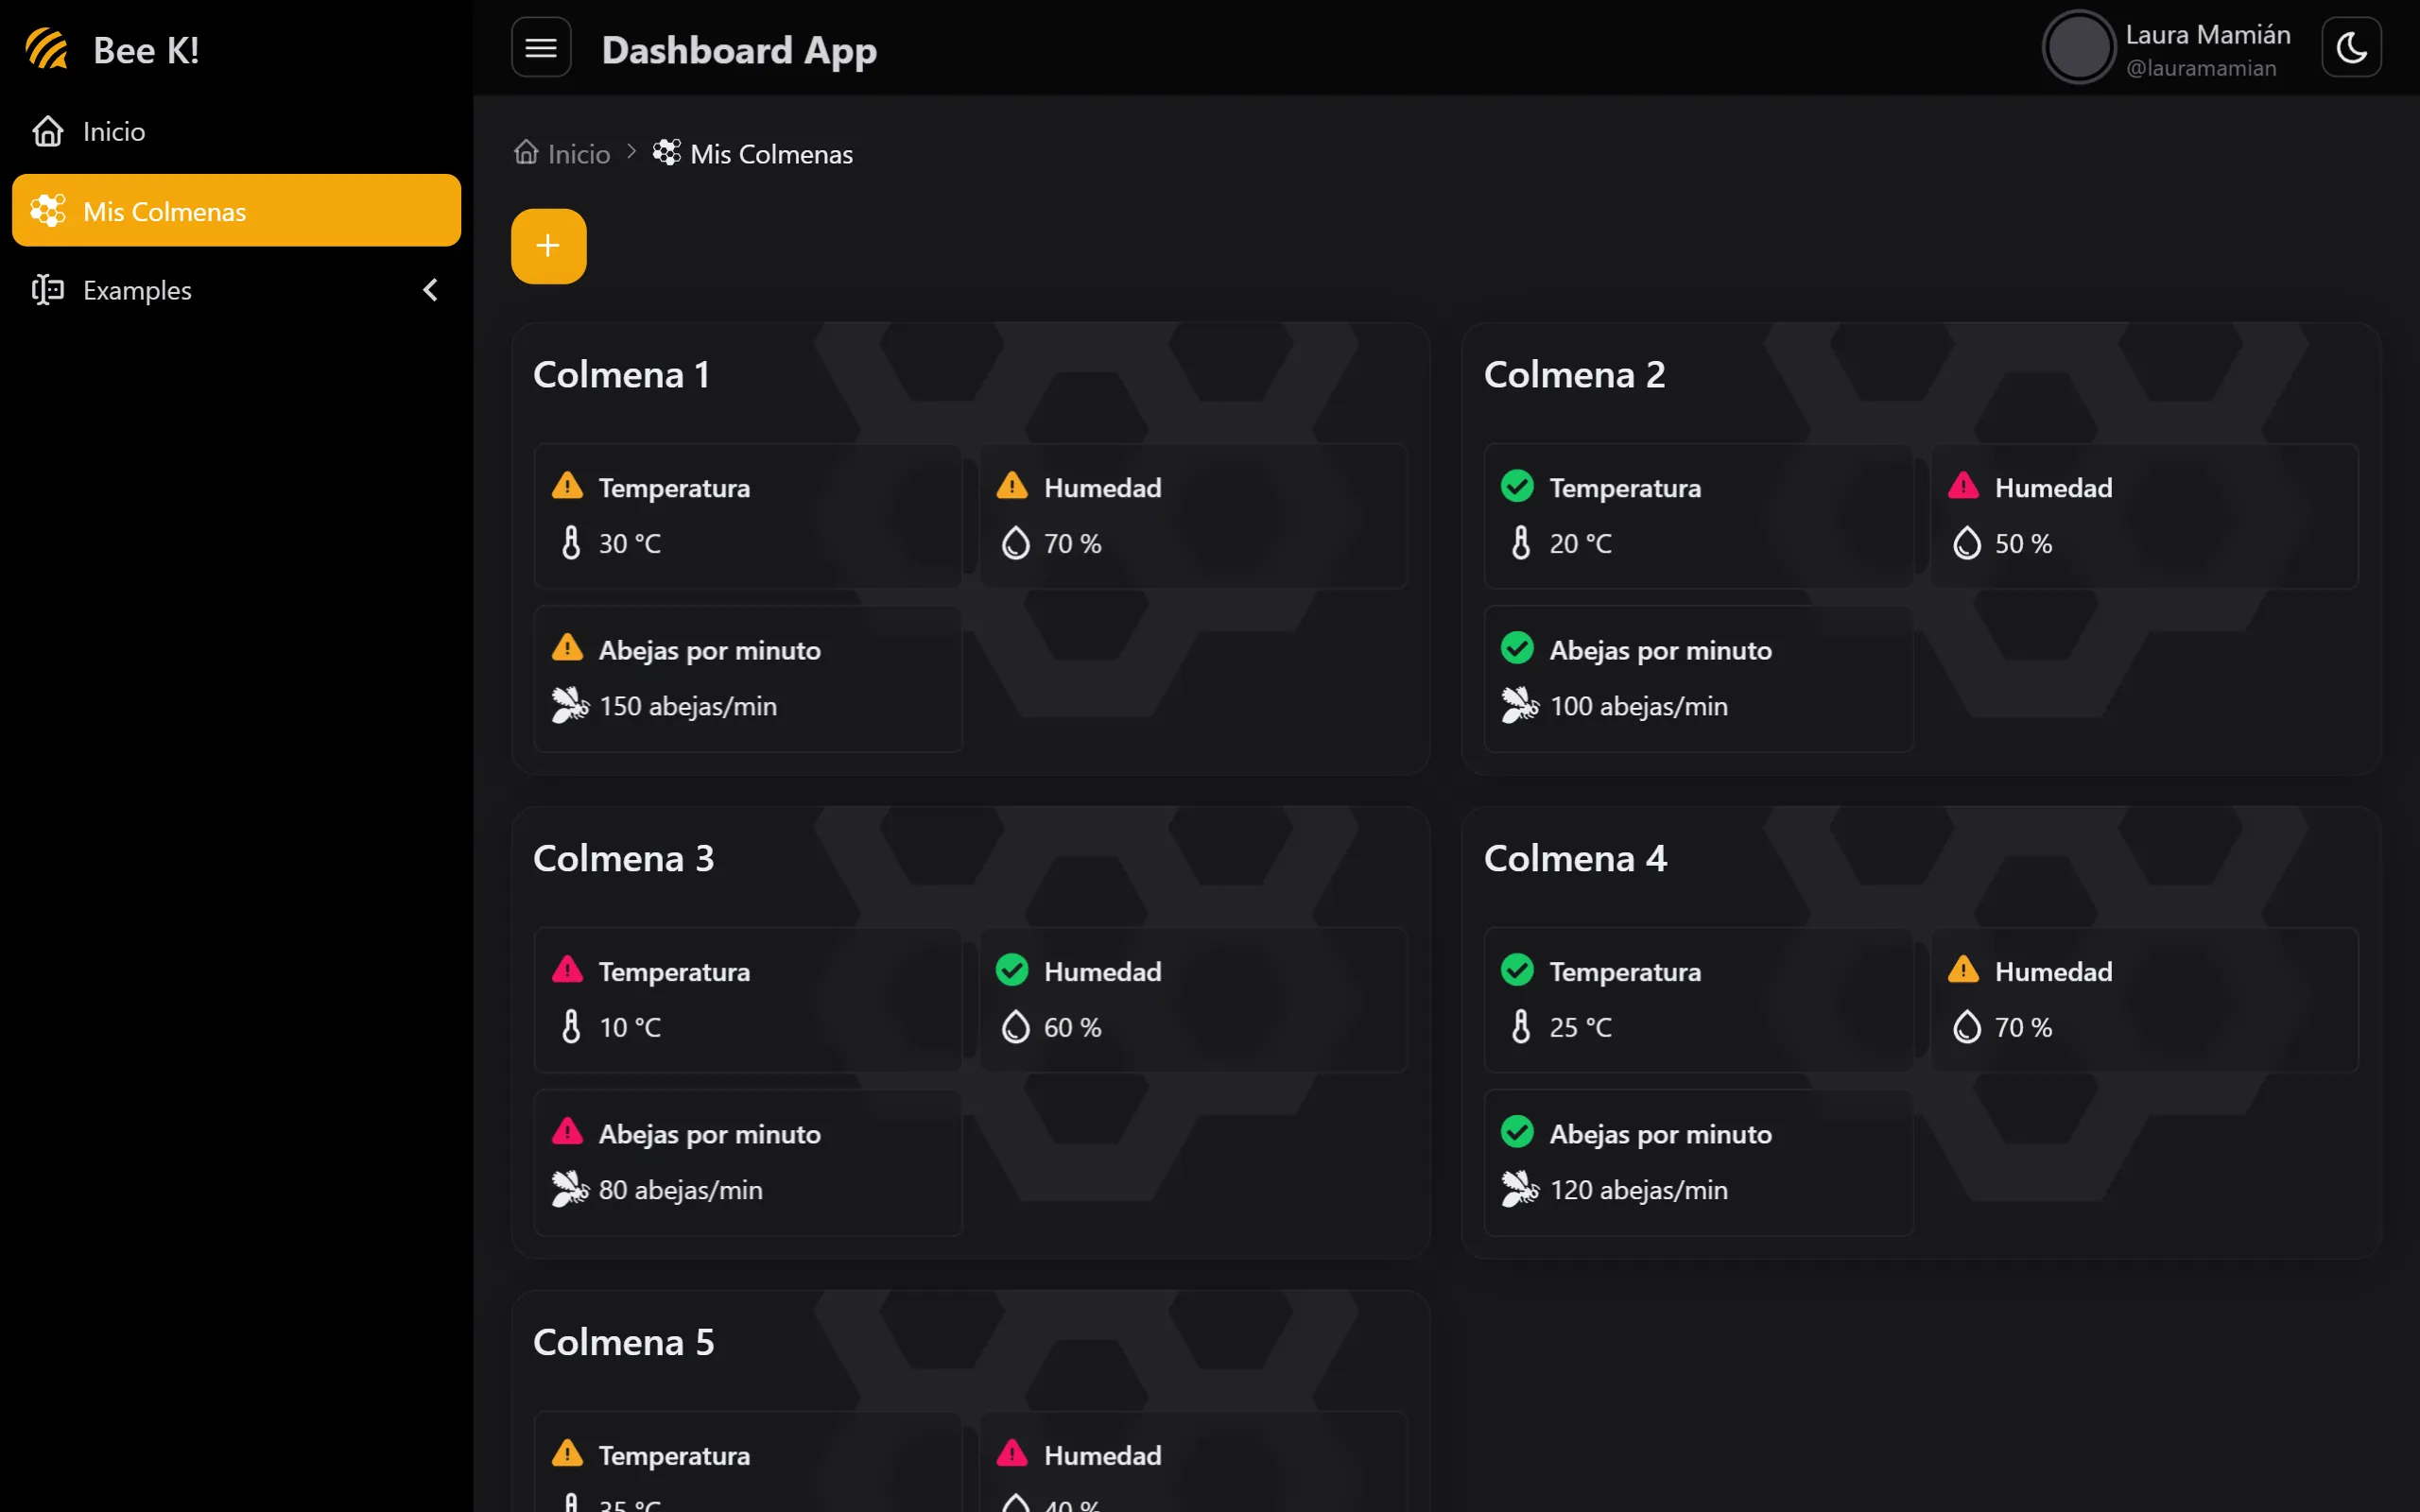 Bee K!
Inicio
Mis Colmenas
Examples
Dashboard App
Laura Mamián
@lauramamian
Inicio > Mis Colmenas
+
Colmena 1
Temperatura
30 °C
Humedad
70 %
Abejas por minuto
150 abejas/min
Colmena 2
Temperatura
20 °C
Humedad
50 %
Abejas por minuto
100 abejas/min
Colmena 3
Temperatura
10 °C
Humedad
60 %
Abejas por minuto
80 abejas/min
Colmena 4
Temperatura
25 °C
Humedad
70 %
Abejas por minuto
120 abejas/min
Colmena 5
Temperatura
35 °C
Humedad
40 %